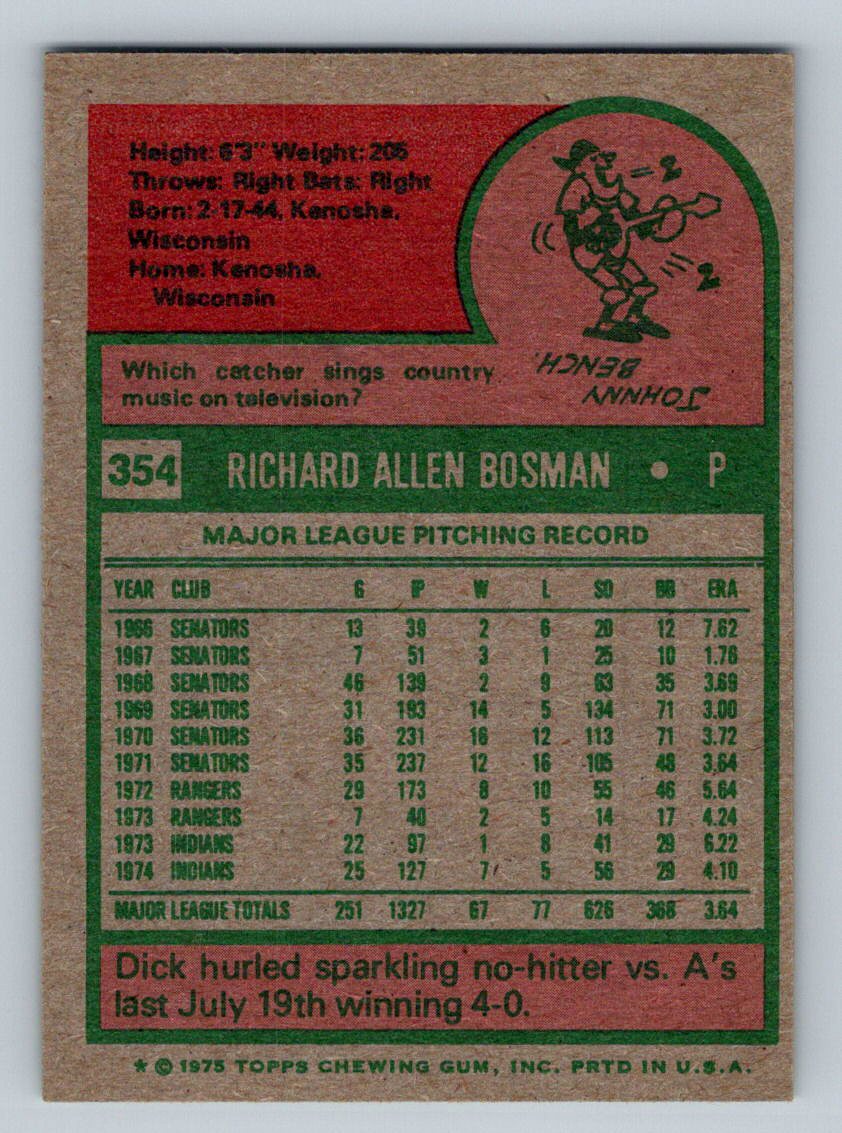 Height: 6'3" Weight: 205
Throws: Right Bats: Right
Born: 2-17-44, Kenosha,
Wisconsin
Home: Kenosha,
Wisconsin
Which catcher sings country
music on television?
JOHNNY
BENCH.
354 RICHARD ALLEN BOSMAN • P
MAJOR LEAGUE PITCHING RECORD
YEAR CLUB G IP W L SO BB ERA
1966 SENATORS 13 39 2 6 20 12 7.62
1967 SENATORS 7 51 3 1 25 10 1.76
1968 SENATORS 46 139 2 9 63 35 3.69
1969 SENATORS 31 193 14 5 134 71 3.00
1970 SENATORS 36 231 16 12 113 71 3.72
1971 SENATORS 35 237 12 16 105 48 3.64
1972 RANGERS 29 173 8 10 55 46 5.64
1973 RANGERS 7 40 2 5 14 17 4.24
1973 INDIANS 22 97 1 8 41 29 6.22
1974 INDIANS 25 127 7 5 56 29 4.10
MAJOR LEAGUE TOTALS 251 1327 67 77 626 368 3.64
Dick hurled sparkling no-hitter vs. A's
last July 19th winning 4-0.
* © 1975 TOPPS CHEWING GUM, INC. PRTD IN U.S.A.